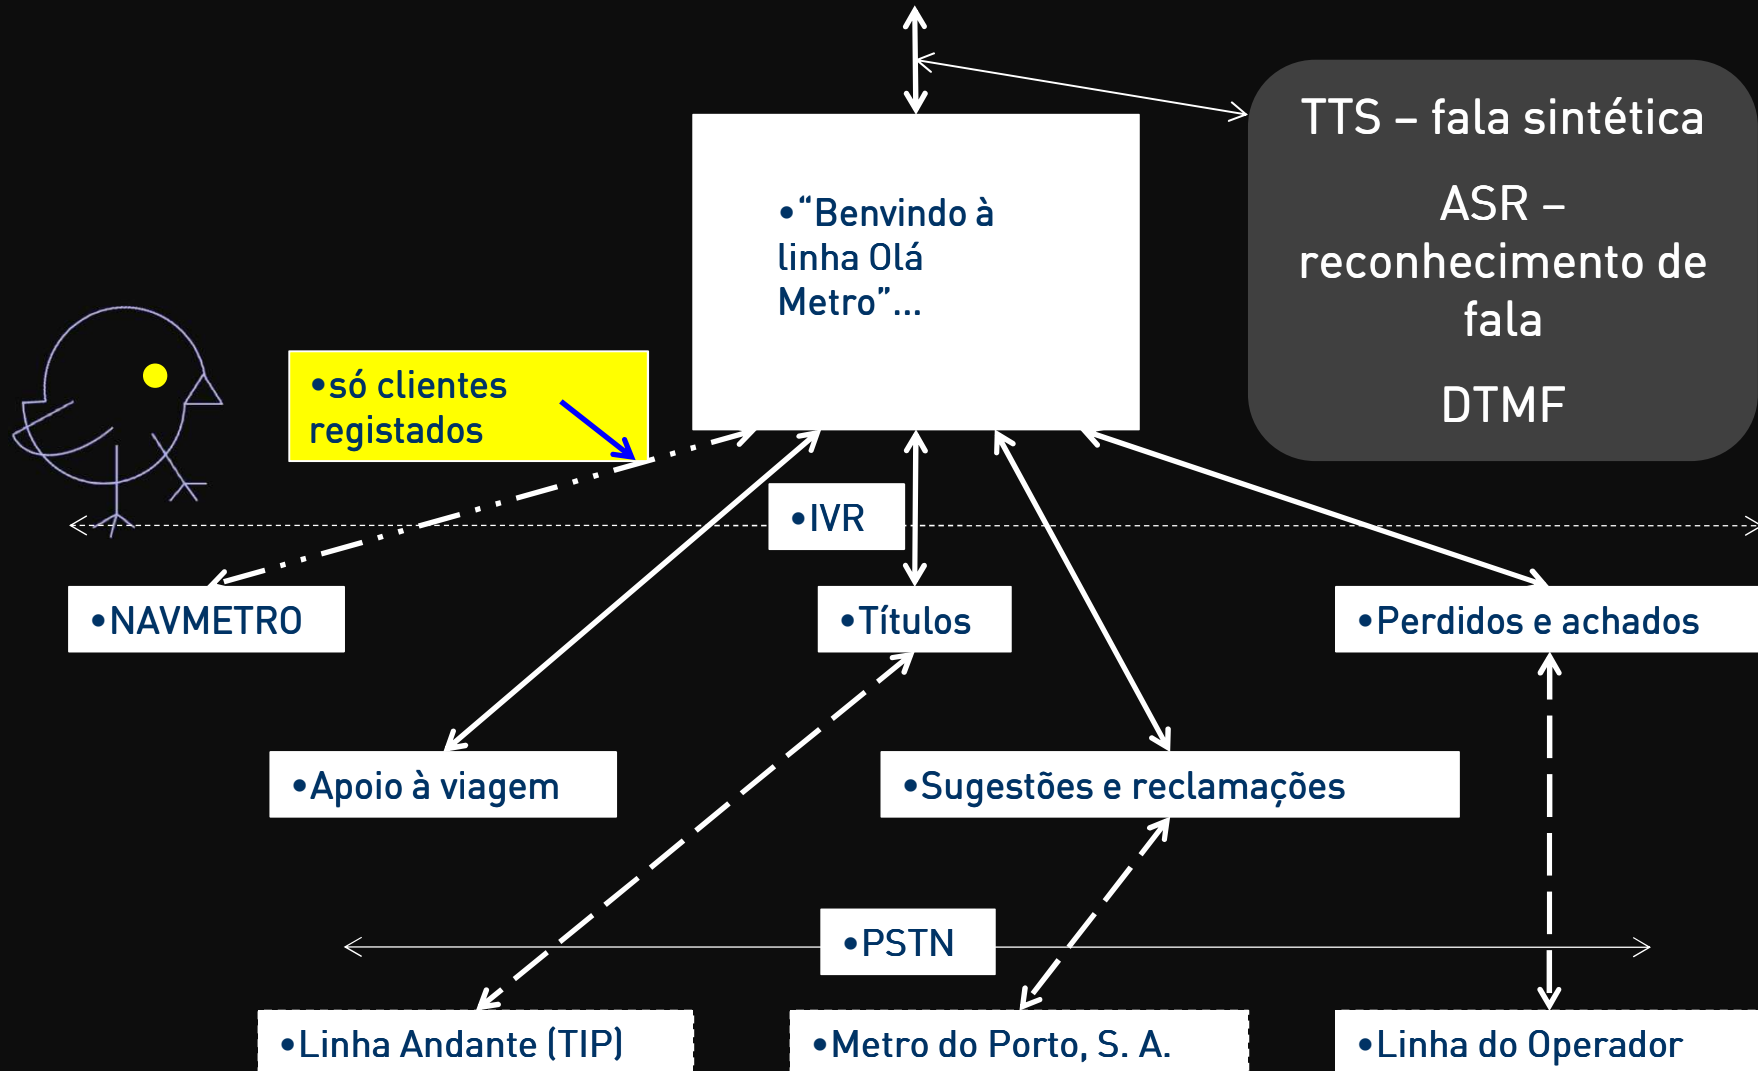 TTS – fala sintética
ASR –
reconhecimento de
fala
DTMF
•“Benvindo à
linha Olá
Metro”...
•só clientes
registados
•IVR
•NAVMETRO
•Títulos
•Perdidos e achados
•Apoio à viagem
•Sugestões e reclamações
•PSTN
•Linha Andante (TIP)
•Metro do Porto, S. A.
•Linha do Operador